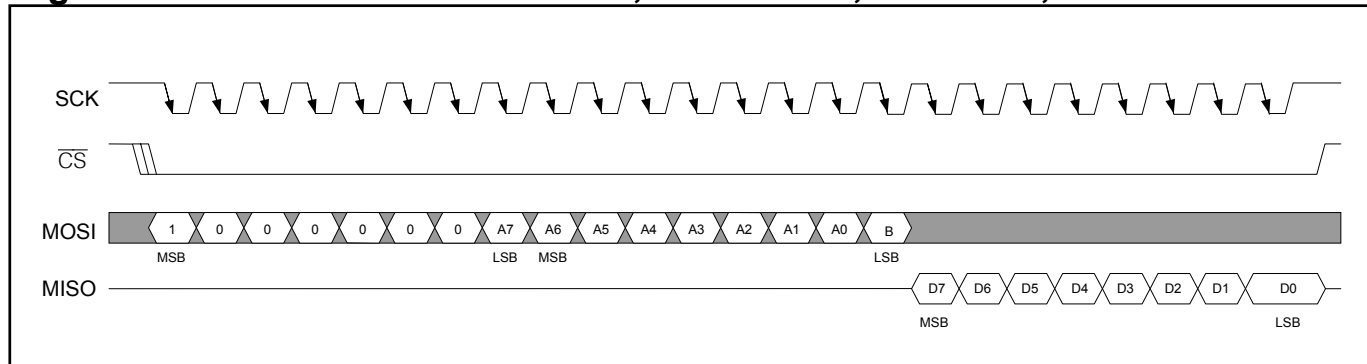 SCK
CS
MOSI 1 0 0 0 0 0 0 A7 A6 A5 A4 A3 A2 A1 A0 B
MSB LSB MSB LSB
MISO D7 D6 D5 D4 D3 D2 D1 D0
MSB LSB